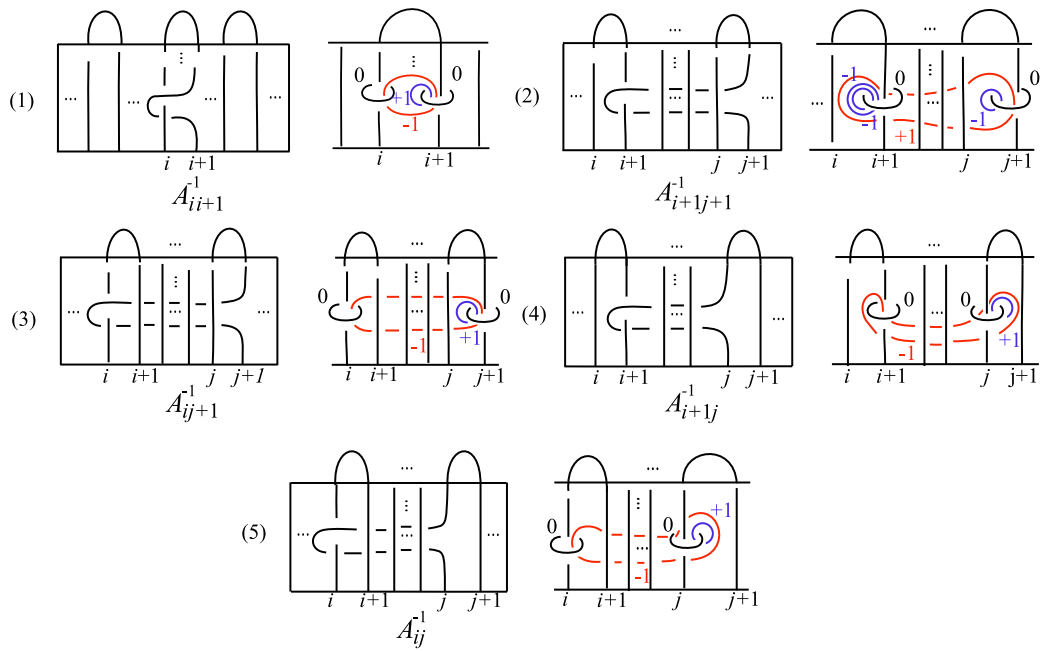 ... ... ... ...
0 0 -1 0
(1) ... ... ... +1 (2) ... ... ... -1
-1 -1 +1
i i+1 i i+1 i i+1 j j+1 i i+1 j j+1
A⁻¹ᵢᵢ₊₁ A⁻¹ᵢ₊₁ⱼ₊₁
... ... ... ...
(3) ... ... ... 0 ... 0 (4) ... ... ... 0 ... 0
-1 +1 -1 +1
i i+1 j j+1 i i+1 j j+1 i i+1 j j+1 i i+1 j j+1
A⁻¹ᵢⱼ₊₁ A⁻¹ᵢ₊₁ⱼ
... ...
(5) ... ... ... 0 ... 0 +1
-1
i i+1 j j+1 i i+1 j j+1
A⁻¹ᵢⱼ